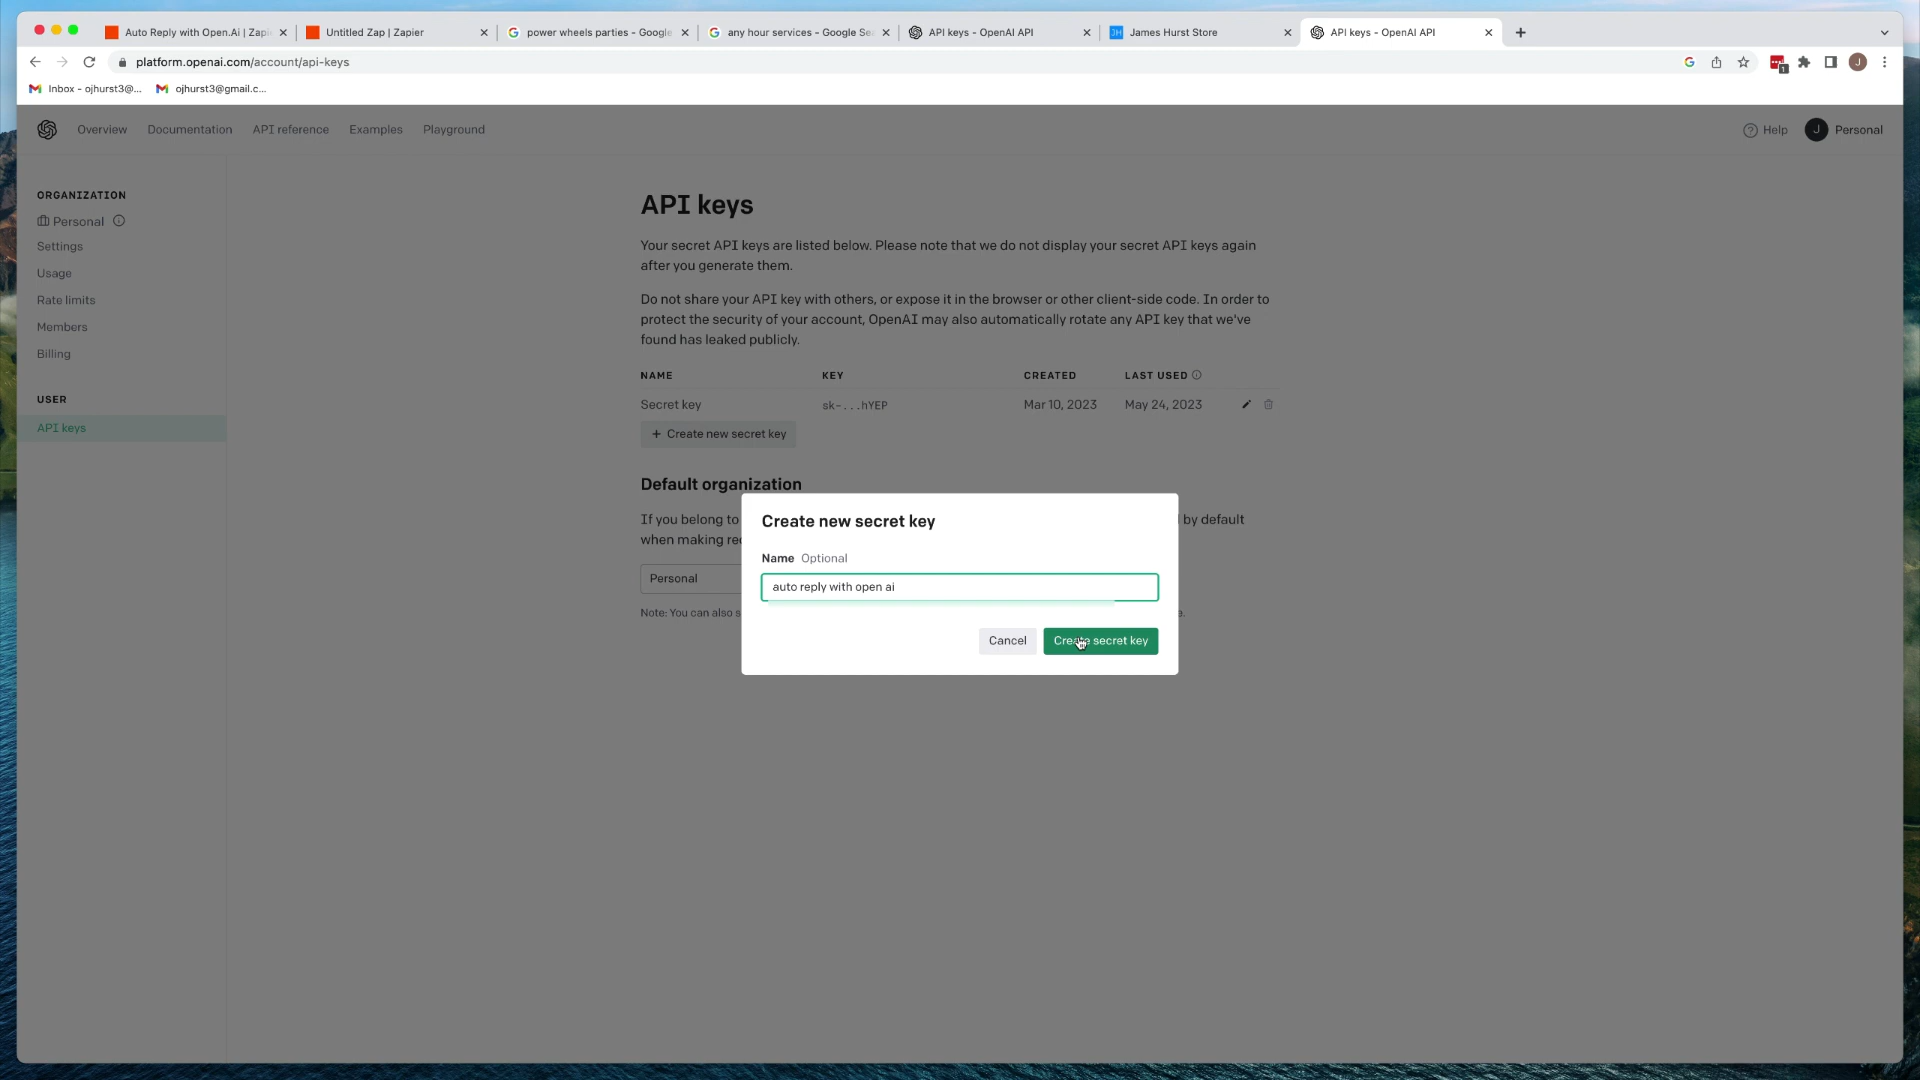 Auto Reply with Open.Ai | Zapi
Untitled Zap | Zapier
power wheels parties - Google
any hour services - Google Se
API keys - OpenAI API
JH James Hurst Store
API keys - OpenAI API
platform.openai.com/account/api-keys
1
J
Inbox - ojhurst3@...
ojhurst3@gmail.c...
Overview
Documentation
API reference
Examples
Playground
Help
J Personal
ORGANIZATION
Personal
Settings
Usage
Rate limits
Members
Billing
USER
API keys
API keys
Your secret API keys are listed below. Please note that we do not display your secret API keys again
after you generate them.
Do not share your API key with others, or expose it in the browser or other client-side code. In order to
protect the security of your account, OpenAI may also automatically rotate any API key that we've
found has leaked publicly.
NAME KEY CREATED LAST USED
Secret key sk-...hYEP Mar 10, 2023 May 24, 2023
+ Create new secret key
Default organization
If you belong to by default
when making
Personal
Note: You can also
Create new secret key
Name Optional
auto reply with open ai
Cancel
Create secret key